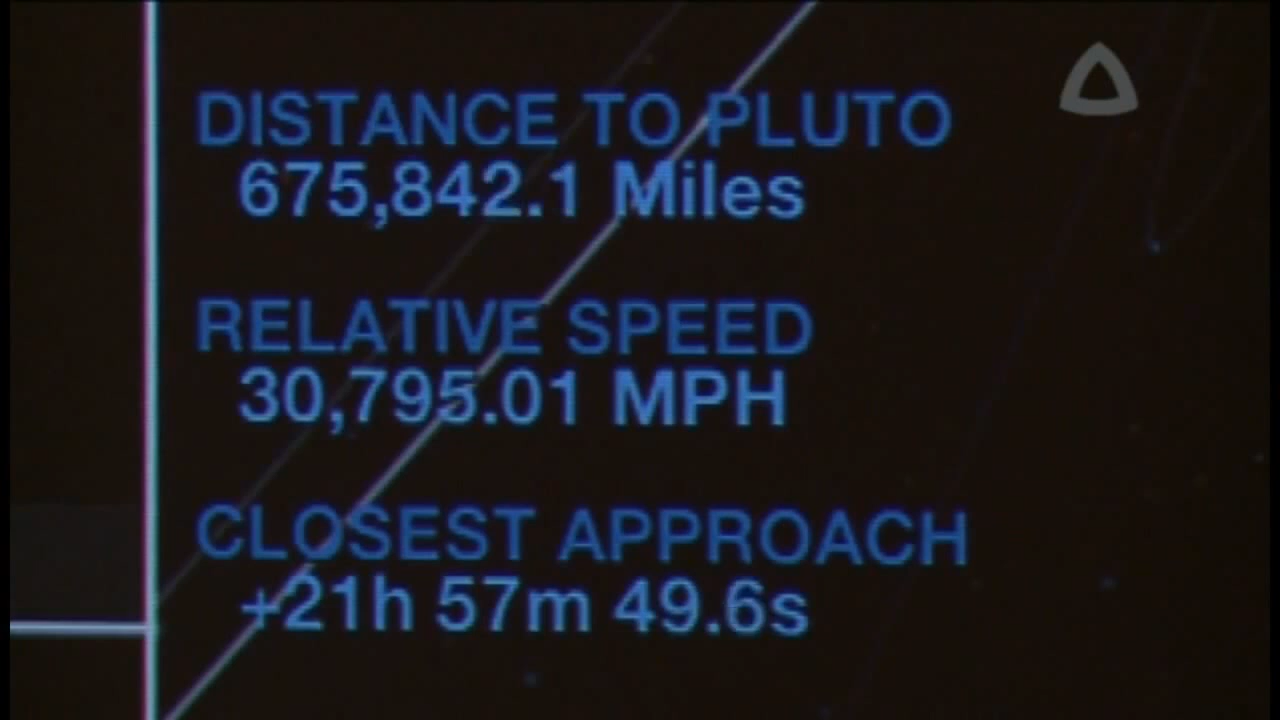 DISTANCE TO PLUTO
675,842.1 Miles
RELATIVE SPEED
30,795.01 MPH
CLOSEST APPROACH
+21h 57m 49.6s